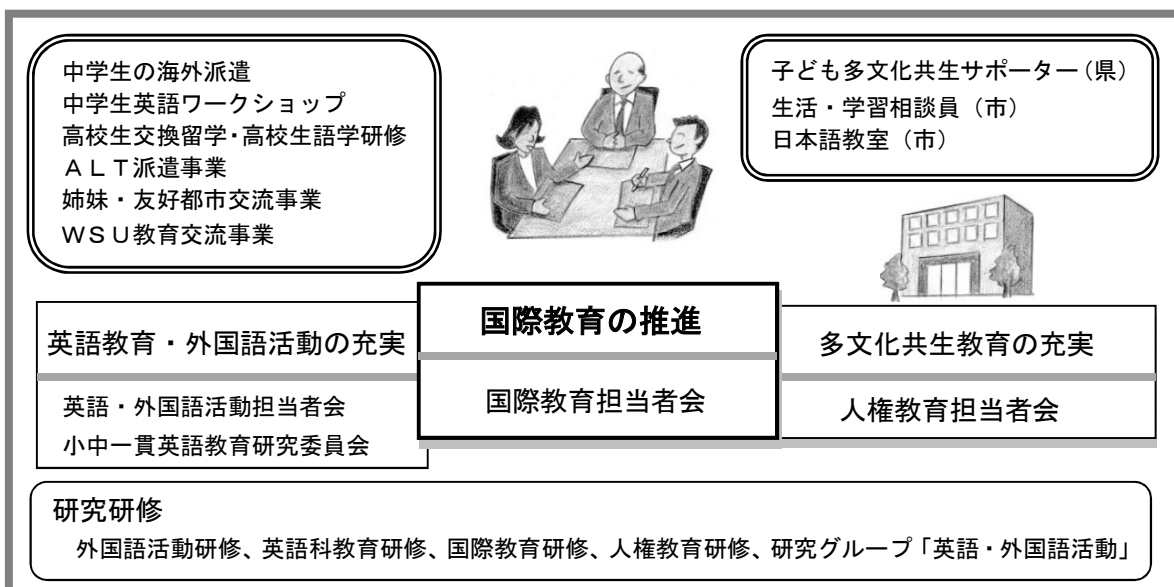 中学生の海外派遣
中学生英語ワークショップ
高校生交換留学・高校生語学研修
ＡＬＴ派遣事業
姉妹・友好都市交流事業
ＷＳＵ教育交流事業
子ども多文化共生サポーター（県）
生活・学習相談員（市）
日本語教室（市）
英語教育・外国語活動の充実
英語・外国語活動担当者会
小中一貫英語教育研究委員会
国際教育の推進
国際教育担当者会
多文化共生教育の充実
人権教育担当者会
研究研修
外国語活動研修、英語科教育研修、国際教育研修、人権教育研修、研究グループ「英語・外国語活動」